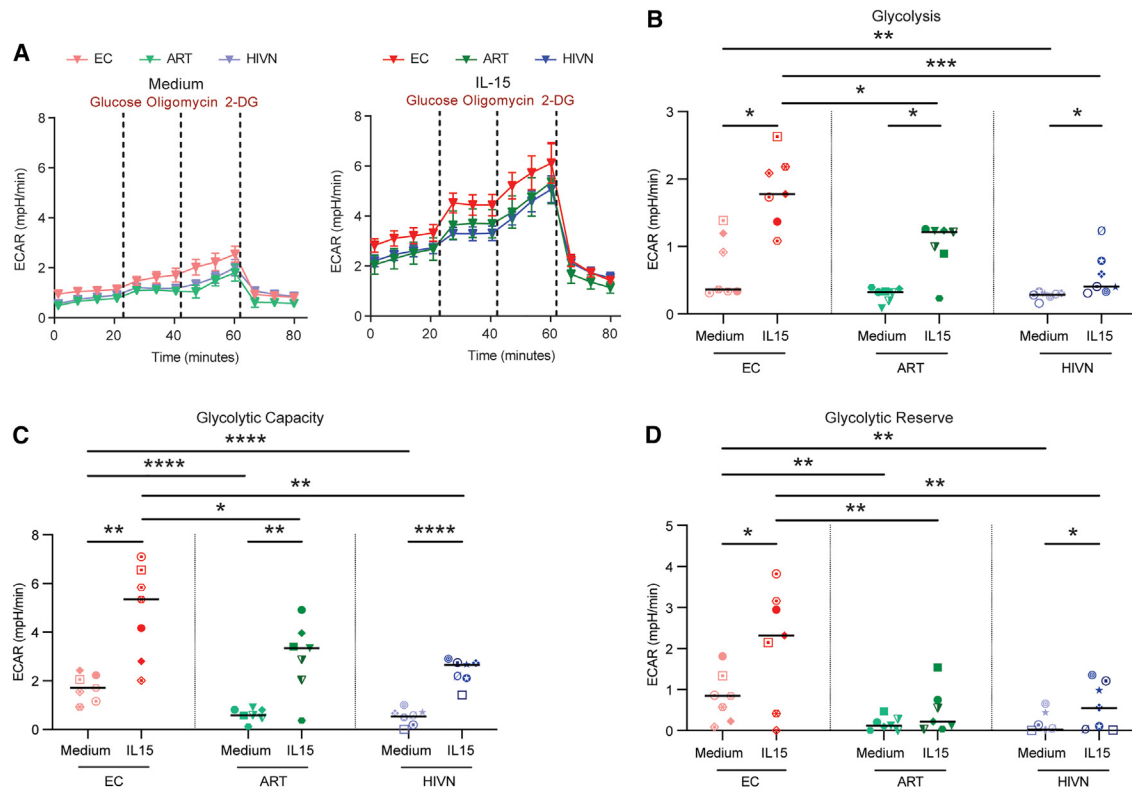 A
EC ART HIVN
Medium
Glucose Oligomycin 2-DG
ECAR (mpH/min)
8
6
4
2
0
0 20 40 60 80
Time (minutes)
EC ART HIVN
IL-15
Glucose Oligomycin 2-DG
ECAR (mpH/min)
8
6
4
2
0
0 20 40 60 80
Time (minutes)
B
Glycolysis
**
***
*
* * *
ECAR (mpH/min)
3
2
1
0
Medium IL15 Medium IL15 Medium IL15
EC ART HIVN
C
Glycolytic Capacity
****
****
**
*
** ** ****
ECAR (mpH/min)
8
6
4
2
0
Medium IL15 Medium IL15 Medium IL15
EC ART HIVN
D
Glycolytic Reserve
**
**
**
**
* *
ECAR (mpH/min)
5
4
3
2
1
0
Medium IL15 Medium IL15 Medium IL15
EC ART HIVN